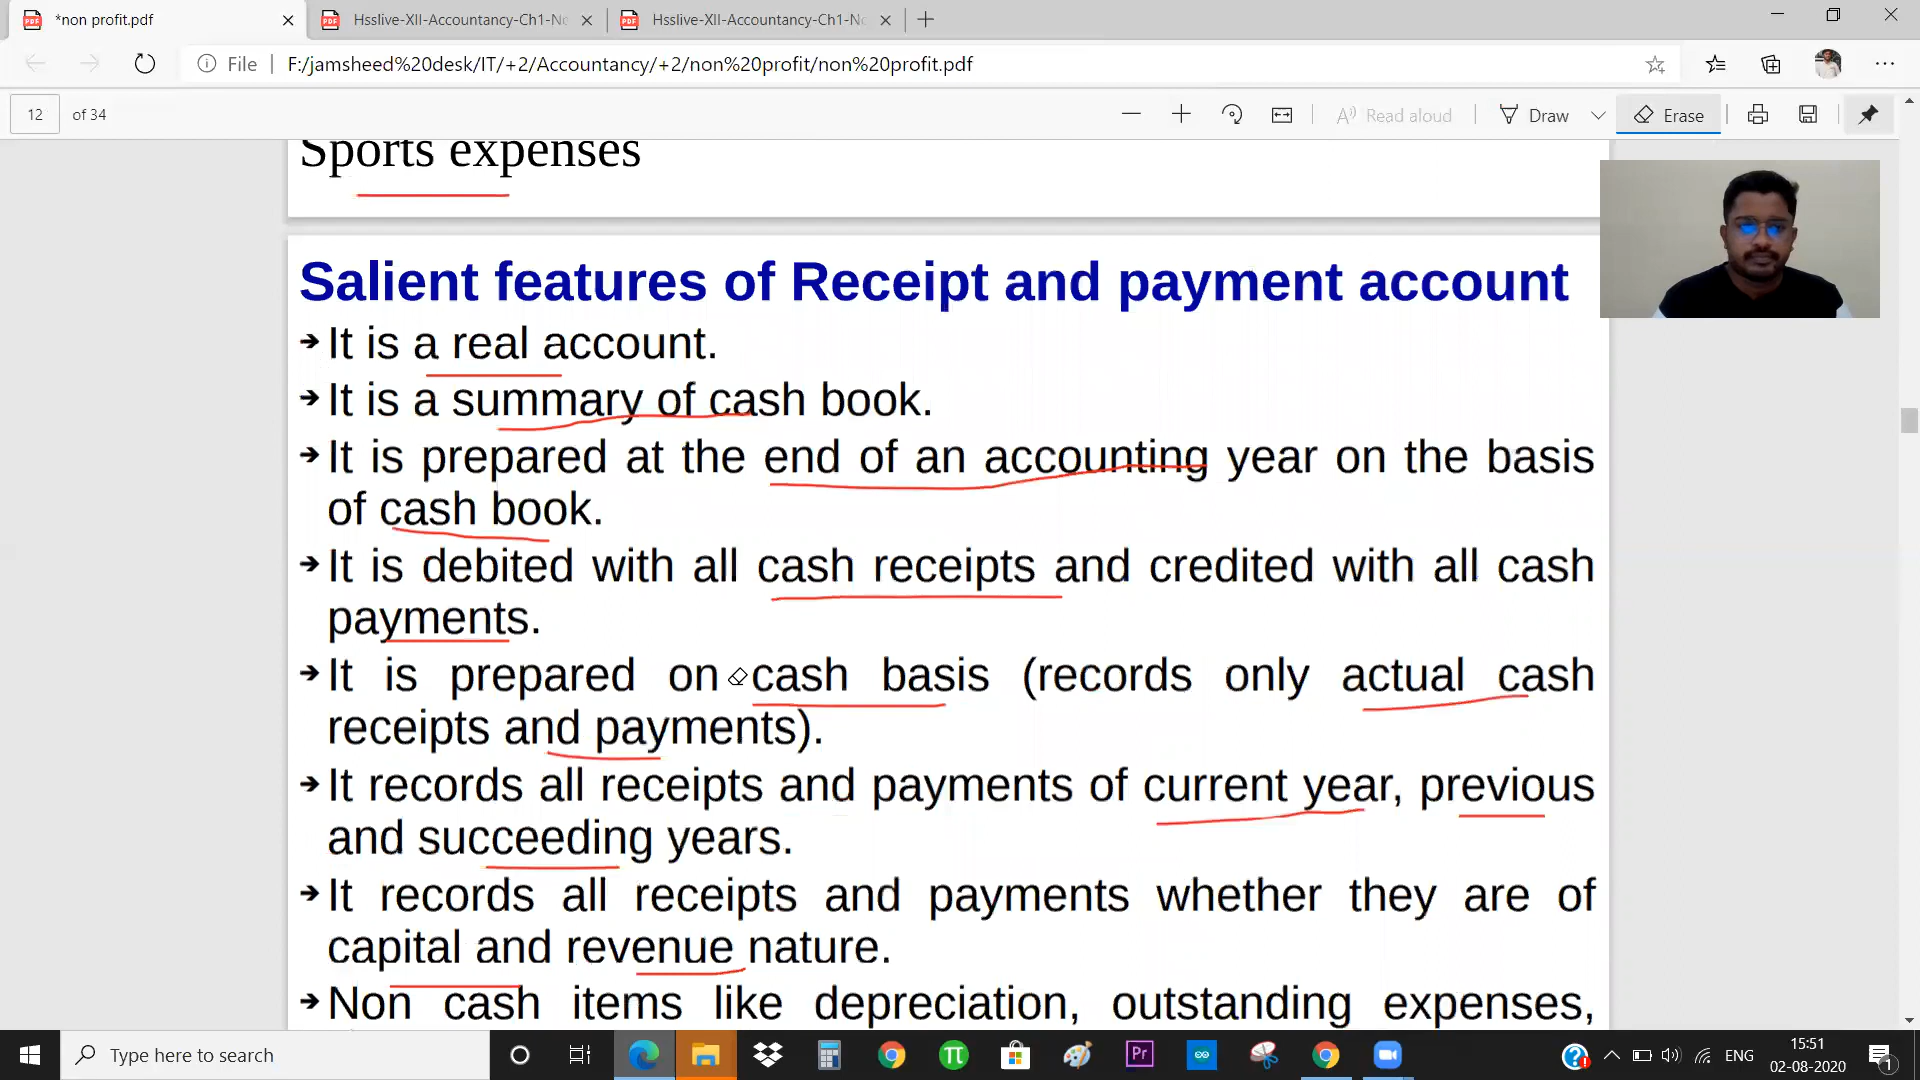 *non profit.pdf
Hsslive-XII-Accountancy-Ch1-No
Hsslive-XII-Accountancy-Ch1-No
File
F:/jamsheed%20desk/IT/+2/Accountancy/+2/non%20profit/non%20profit.pdf
12 of 34
Read aloud
Draw
Erase
Sports expenses
Salient features of Receipt and payment account
➔ It is a real account.
➔ It is a summary of cash book.
➔ It is prepared at the end of an accounting year on the basis
of cash book.
➔ It is debited with all cash receipts and credited with all cash
payments.
➔ It is prepared on cash basis (records only actual cash
receipts and payments).
➔ It records all receipts and payments of current year, previous
and succeeding years.
➔ It records all receipts and payments whether they are of
capital and revenue nature.
➔ Non cash items like depreciation, outstanding expenses,
Type here to search
Pr
ENG
15:51
02-08-2020
1